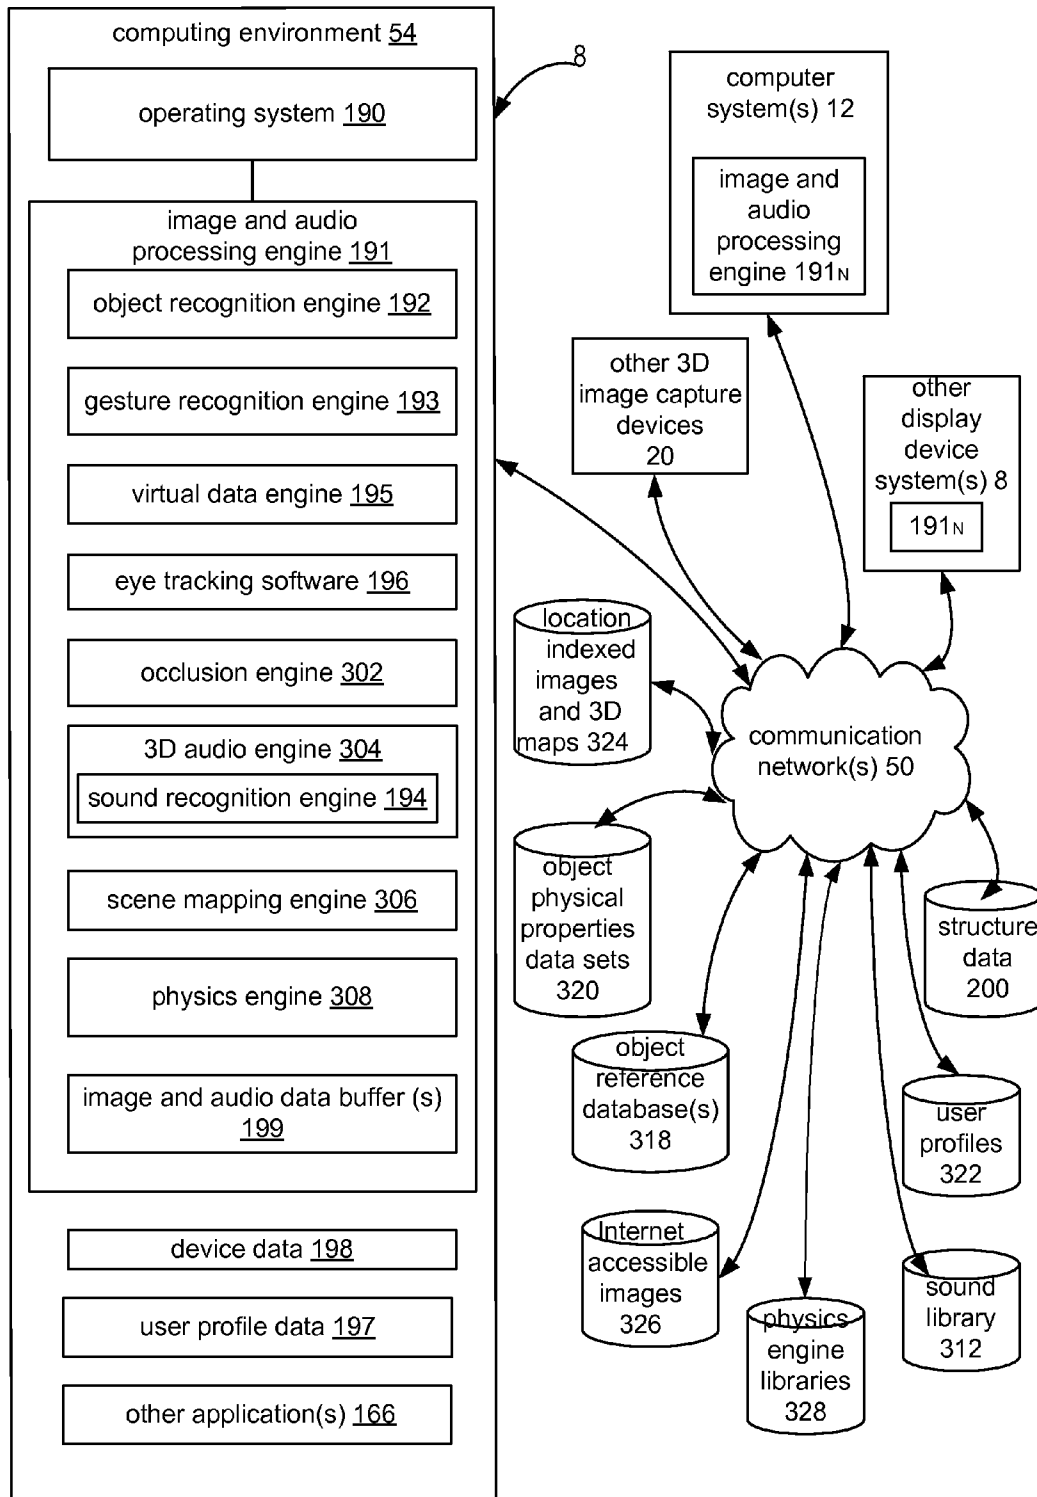 computing environment 54
8
operating system 190
image and audio
processing engine 191
object recognition engine 192
gesture recognition engine 193
virtual data engine 195
eye tracking software 196
occlusion engine 302
3D audio engine 304
sound recognition engine 194
scene mapping engine 306
physics engine 308
image and audio data buffer (s)
199
device data 198
user profile data 197
other application(s) 166
computer
system(s) 12
image and
audio
processing
engine 191N
other 3D
image capture
devices
20
other
display
device
system(s) 8
191N
location
indexed
images
and 3D
maps 324
communication
network(s) 50
object
physical
properties
data sets
320
structure
data
200
object
reference
database(s)
318
user
profiles
322
Internet
accessible
images
326
physics
engine
libraries
328
sound
library
312